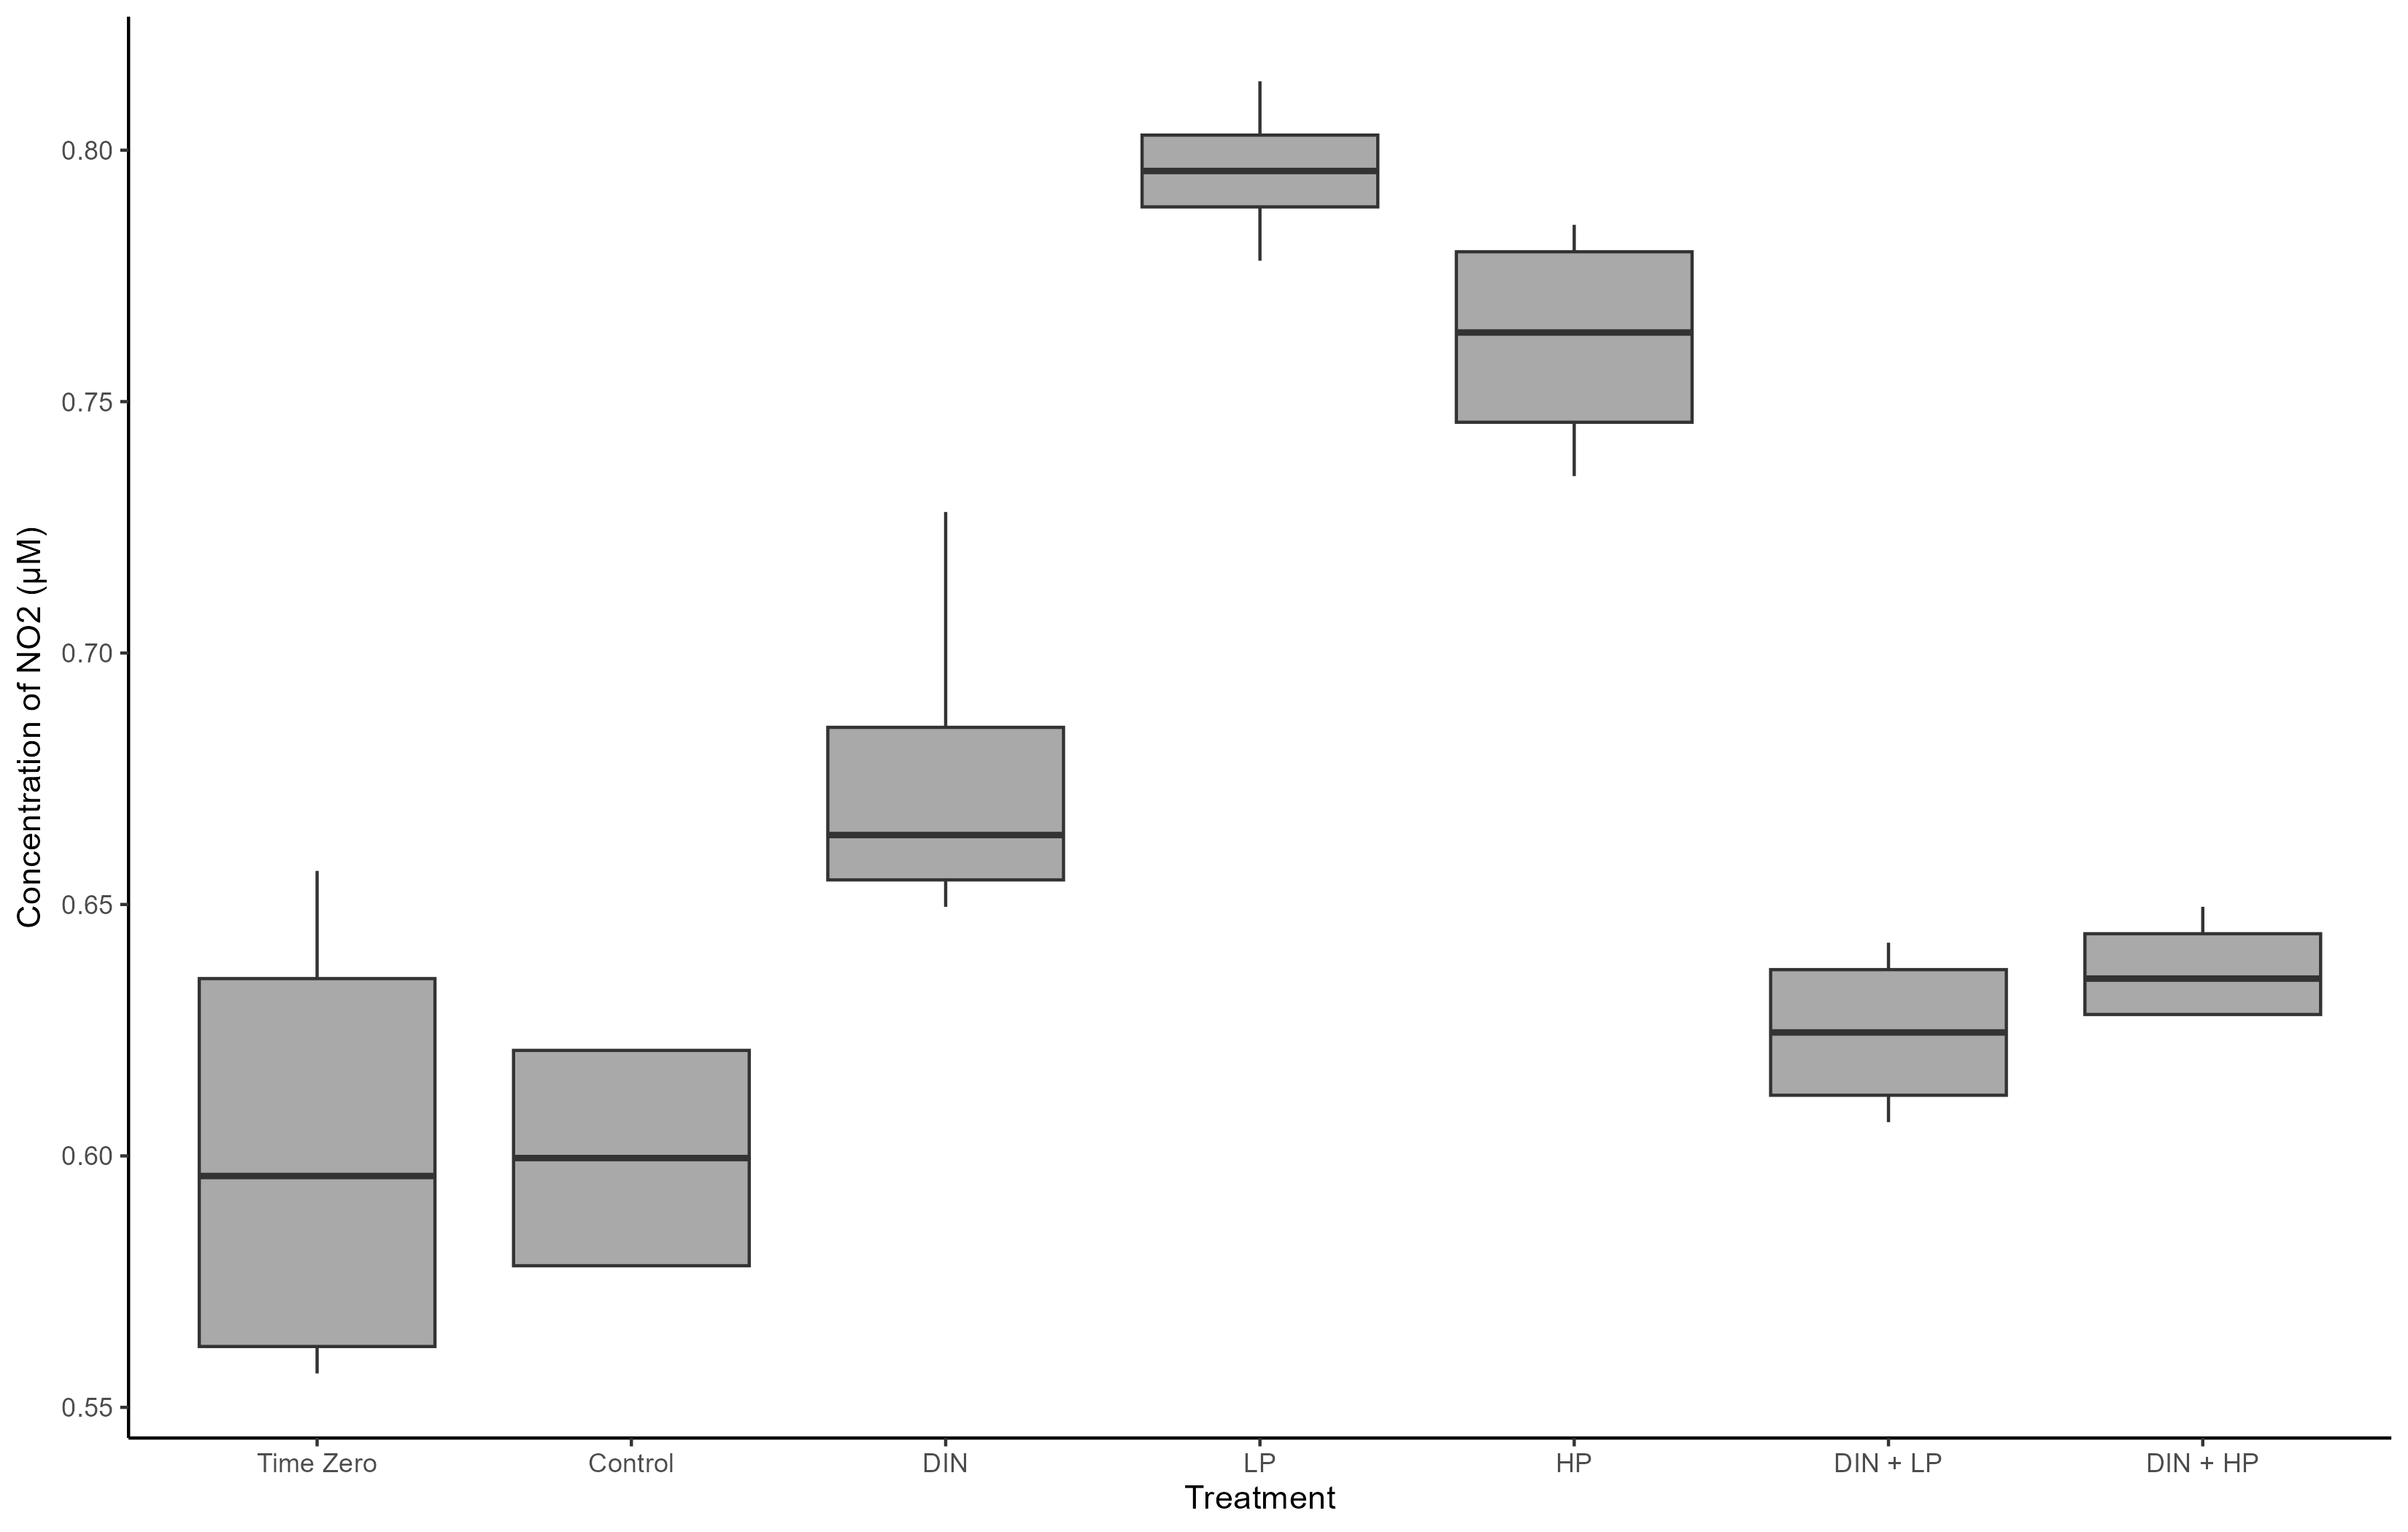 Concentration of NO2 (µM)
0.80
0.75
0.70
0.65
0.60
0.55
Time Zero Control DIN LP HP DIN + LP DIN + HP
Treatment